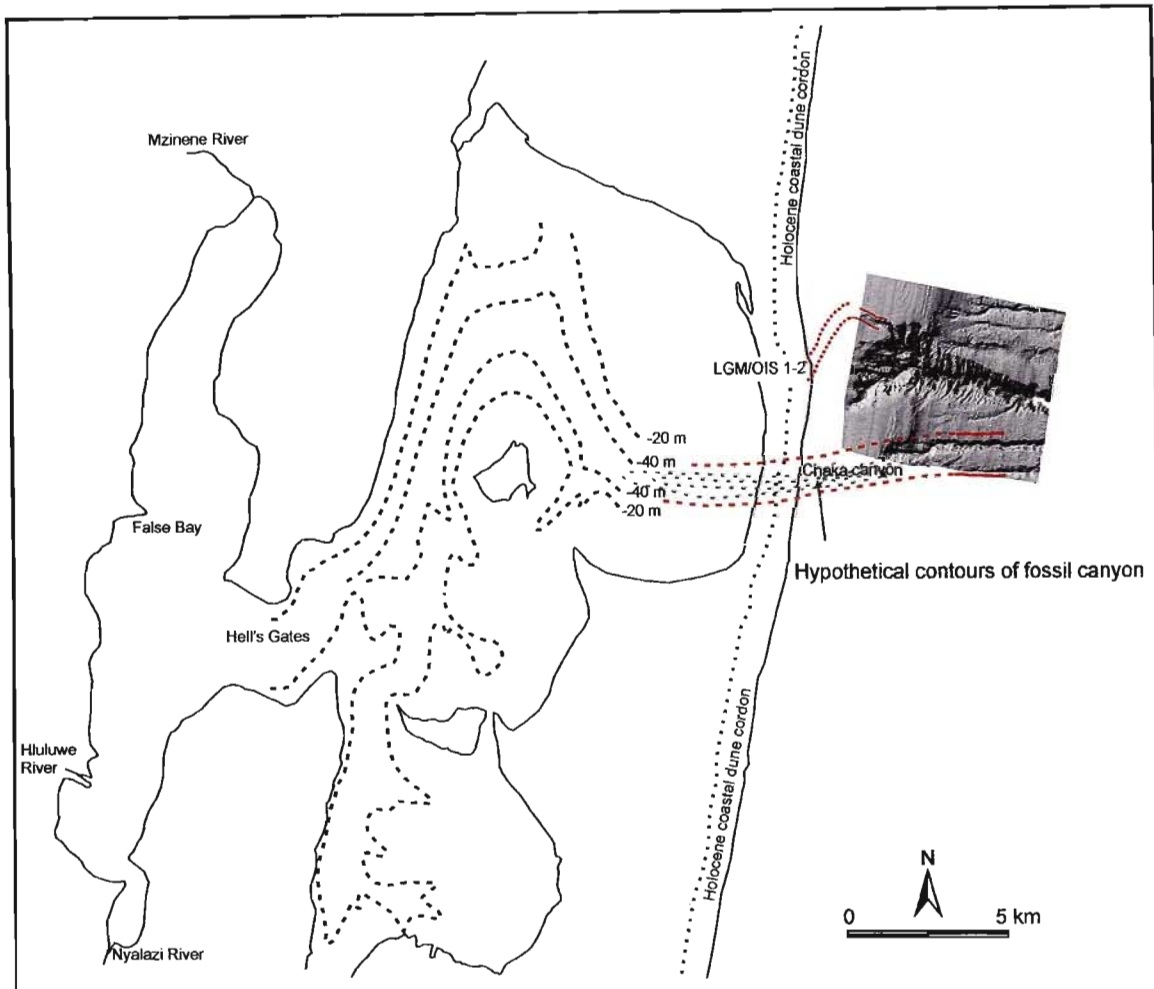 Mzinene River
Holocene coastal dune cordon
LGM/OIS 1-2
-20 m
-40 m
Chaka canyon
-40 m
-20 m
False Bay
Hypothetical contours of fossil canyon
Hell's Gates
Holocene coastal dune cordon
Hluluwe
River
N
0 5 km
Nyalazi River